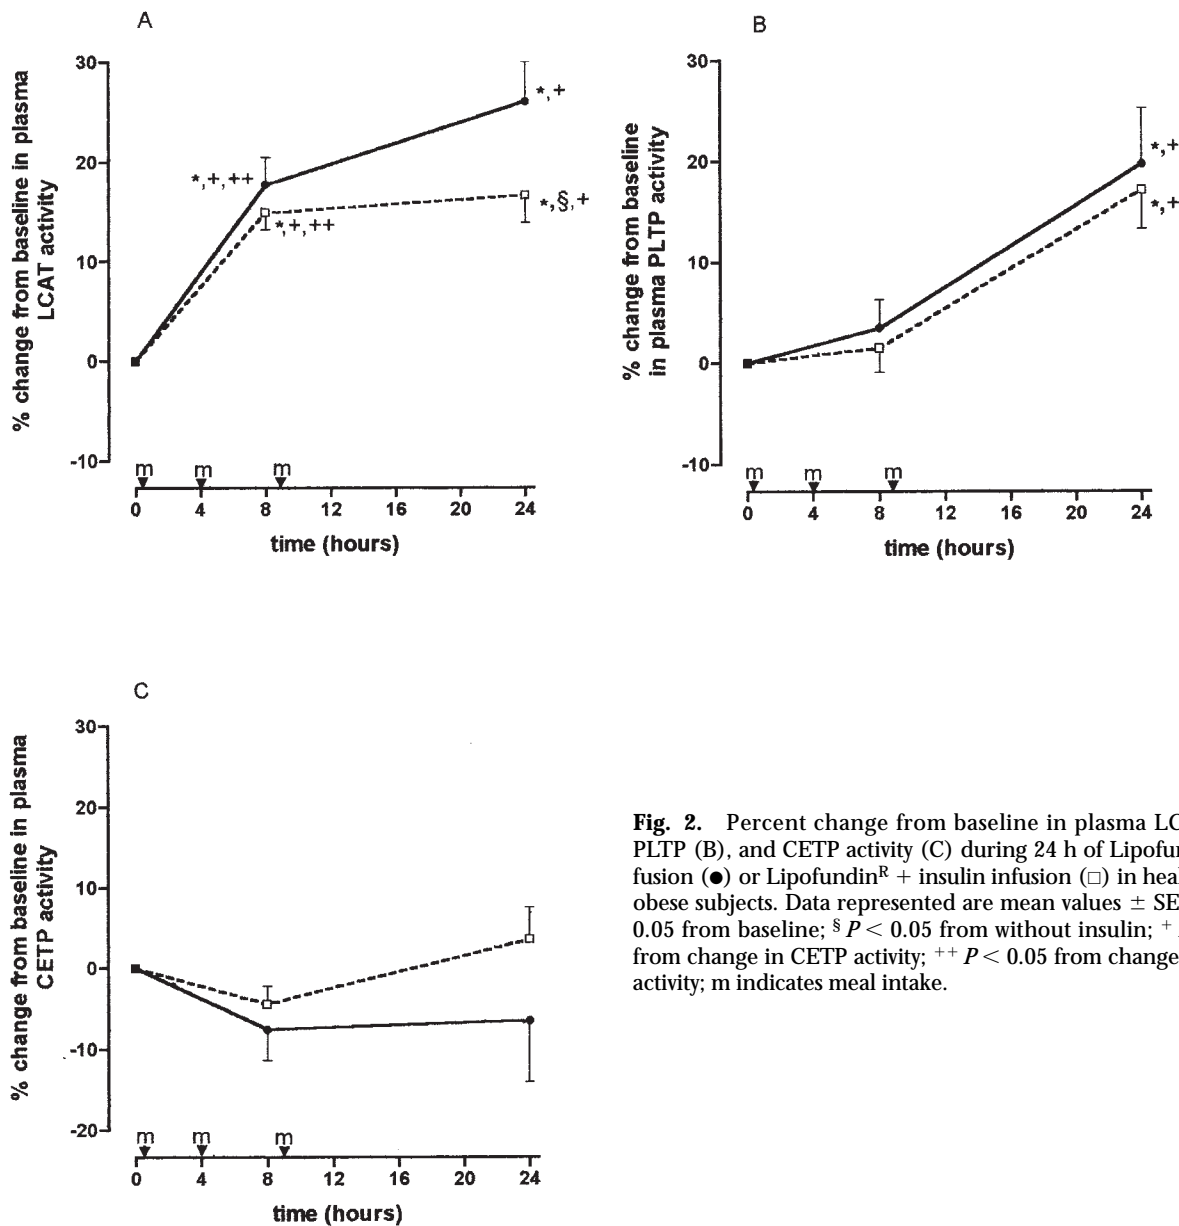 A
% change from baseline in plasma
LCAT activity
30
20
10
0
-10
*,+,++
*,+,++
*,+
*,§,+
m m m
0 4 8 12 16 20 24
time (hours)
B
% change from baseline
in plasma PLTP activity
30
20
10
0
-10
*,+
*,+
m m m
0 4 8 12 16 20 24
time (hours)
C
% change from baseline in plasma
CETP activity
30
20
10
0
-10
-20
m m m
0 4 8 12 16 20 24
time (hours)
Fig. 2. Percent change from baseline in plasma LC
PLTP (B), and CETP activity (C) during 24 h of Lipofu
fusion (●) or Lipofundinᴿ + insulin infusion (□) in heal
obese subjects. Data represented are mean values ± SE
0.05 from baseline; § P < 0.05 from without insulin; +
from change in CETP activity; ++ P < 0.05 from change
activity; m indicates meal intake.